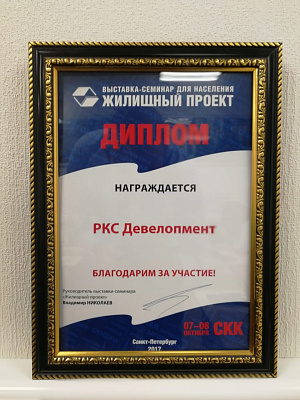 ВЫСТАВКА-СЕМИНАР ДЛЯ НАСЕЛЕНИЯ
ЖИЛИЩНЫЙ ПРОЕКТ
ДИПЛОМ
НАГРАЖДАЕТСЯ
РКС Девелопмент
БЛАГОДАРИМ ЗА УЧАСТИЕ!
Руководитель выставки-семинара
«Жилищный проект»
Владимир НИКОЛАЕВ
07–08
ОКТЯБРЯ
СКК
Санкт-Петербург
2017